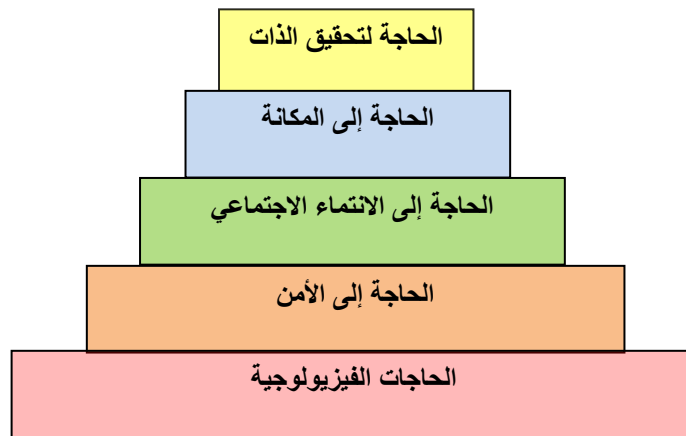 الحاجة لتحقيق الذات
الحاجة إلى المكانة
الحاجة إلى الانتماء الاجتماعي
الحاجة إلى الأمن
الحاجات الفيزيولوجية